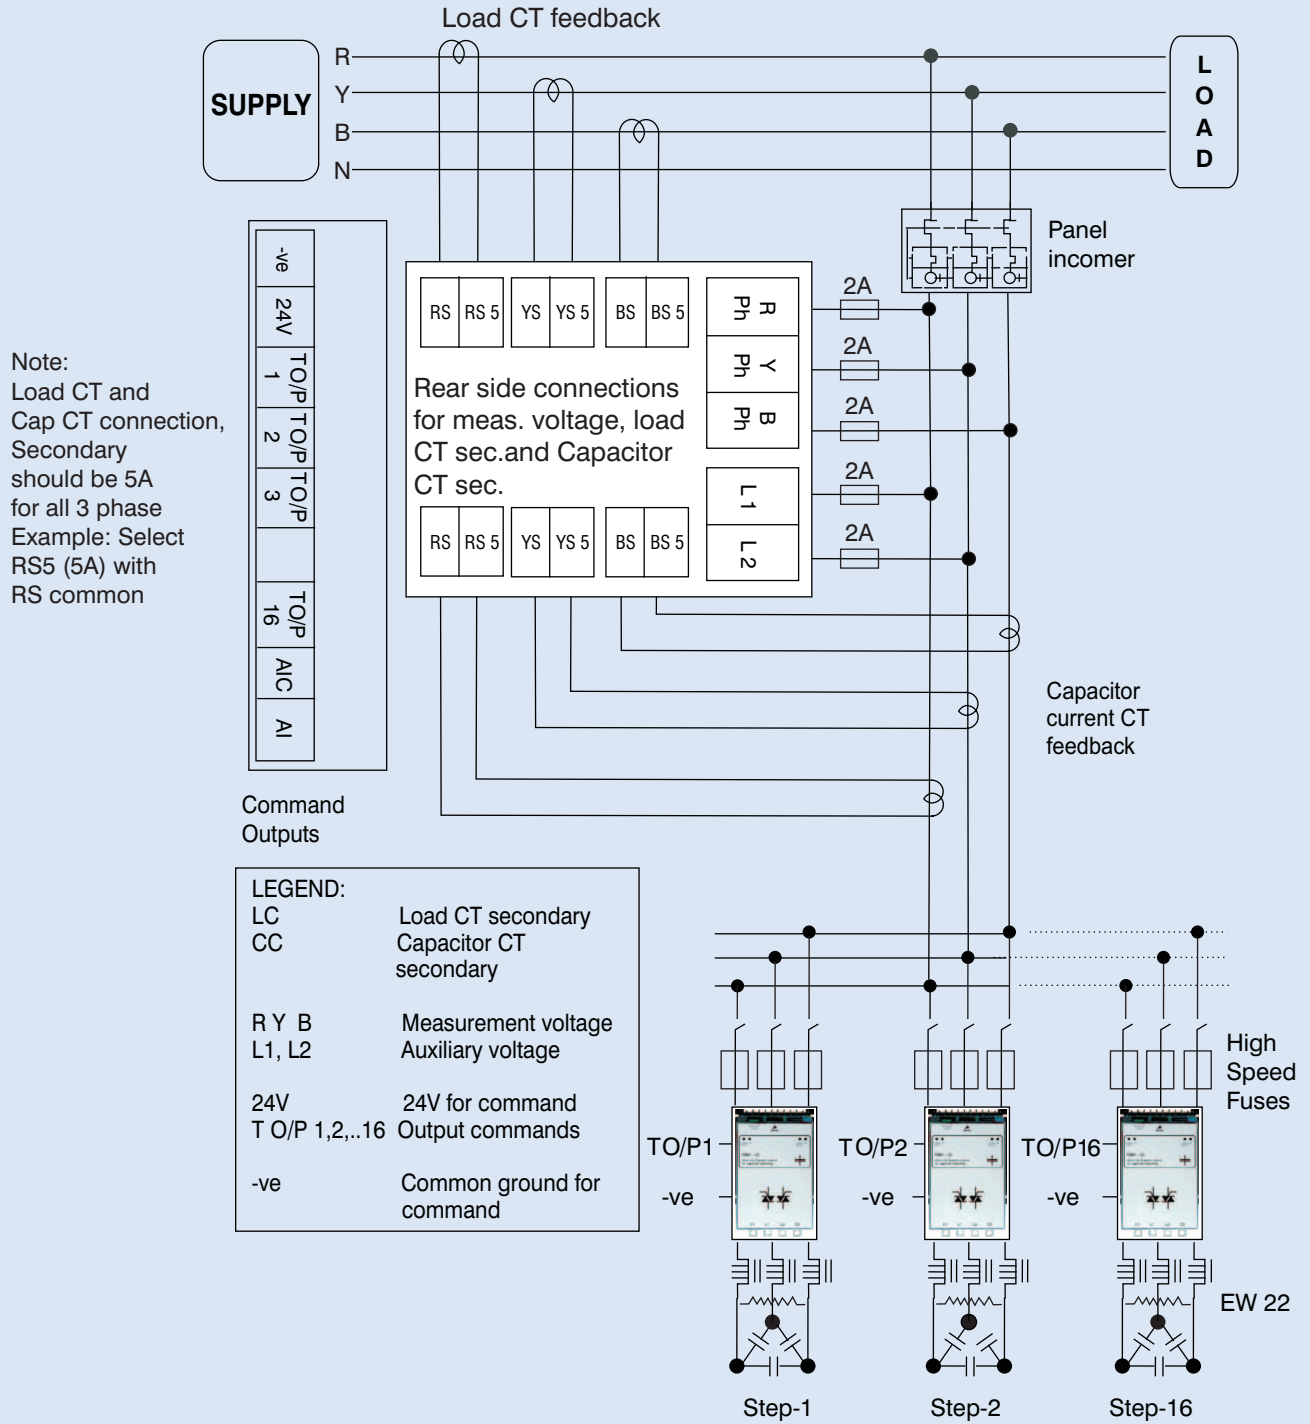 Load CT feedback
SUPPLY
R
Y
B
N
L
O
A
D
Panel
incomer
-ve
24V
TO/P
1
TO/P
2
TO/P
3
TO/P
16
AIC
AI
Command
Outputs
Note:
Load CT and
Cap CT connection,
Secondary
should be 5A
for all 3 phase
Example: Select
RS5 (5A) with
RS common
RS RS 5 YS YS 5 BS BS 5
R
Ph
Y
Ph
B
Ph
L1
L2
Rear side connections
for meas. voltage, load
CT sec.and Capacitor
CT sec.
RS RS 5 YS YS 5 BS BS 5
2A
2A
2A
2A
2A
Capacitor
current CT
feedback
LEGEND:
LC Load CT secondary
CC Capacitor CT
secondary
R Y B Measurement voltage
L1, L2 Auxiliary voltage
24V 24V for command
T O/P 1,2,..16 Output commands
-ve Common ground for
command
High
Speed
Fuses
TO/P1
-ve
TO/P2
-ve
TO/P16
-ve
EW 22
Step-1
Step-2
Step-16